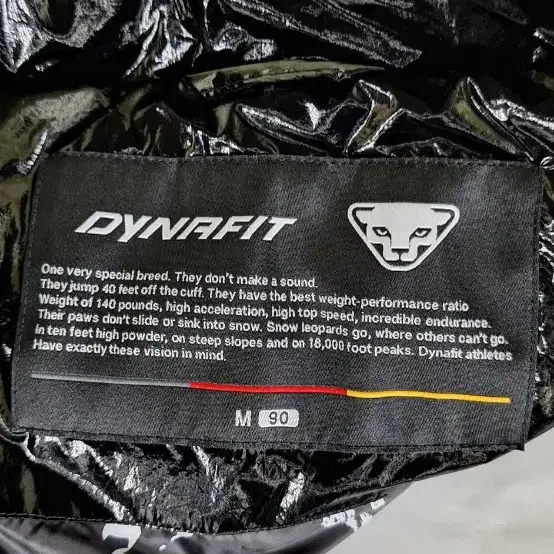 DYNAFIT
One very special breed. They don't make a sound.
They jump 40 feet off the cuff. They have the best weight-performance ratio
Weight of 140 pounds, high acceleration, high top speed, incredible endurance.
Their paws don't slide or sink into snow. Snow leopards go, where others can't go.
In ten feet high powder, on steep slopes and on 18,000 foot peaks. Dynafit athletes
Have exactly these vision in mind.
M 90